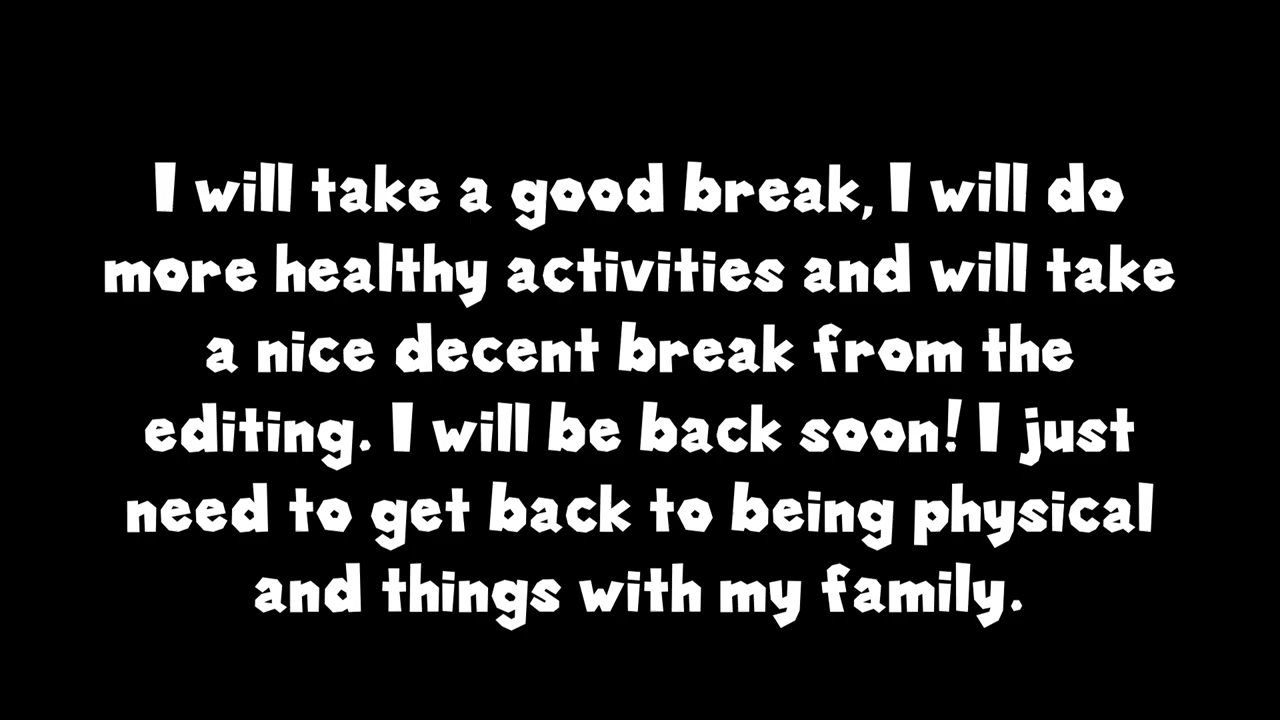 I will take a good break, I will do
more healthy activities and will take
a nice decent break from the
editing. I will be back soon! I just
need to get back to being physical
and things with my family.